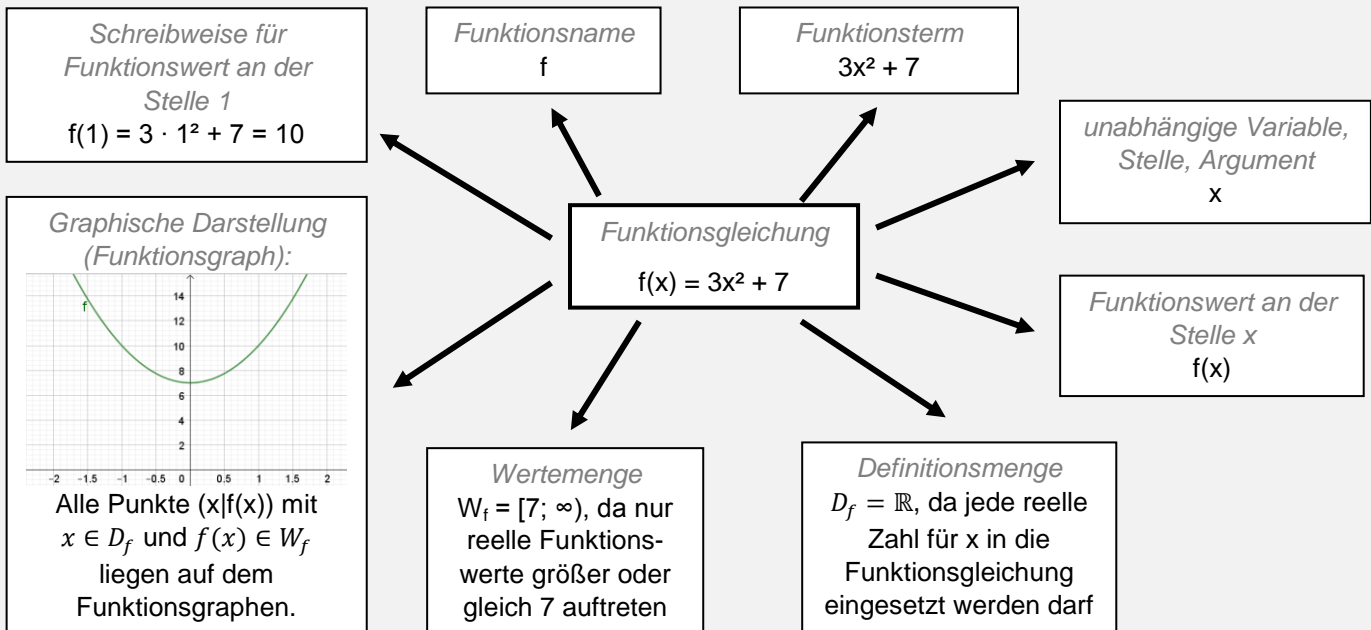 Schreibweise für
Funktionswert an der
Stelle 1
f(1) = 3 · 1² + 7 = 10
Funktionsname
f
Funktionsterm
3x² + 7
unabhängige Variable,
Stelle, Argument
x
Graphische Darstellung
(Funktionsgraph):
f
14
12
10
8
6
4
2
-2 -1.5 -1 -0.5 0 0.5 1 1.5 2
Alle Punkte (x|f(x)) mit
x ∈ D_f und f(x) ∈ W_f
liegen auf dem
Funktionsgraphen.
Funktionsgleichung
f(x) = 3x² + 7
Funktionswert an der
Stelle x
f(x)
Wertemenge
W_f = [7; ∞), da nur
reelle Funktions-
werte größer oder
gleich 7 auftreten
Definitionsmenge
D_f = ℝ, da jede reelle
Zahl für x in die
Funktionsgleichung
eingesetzt werden darf